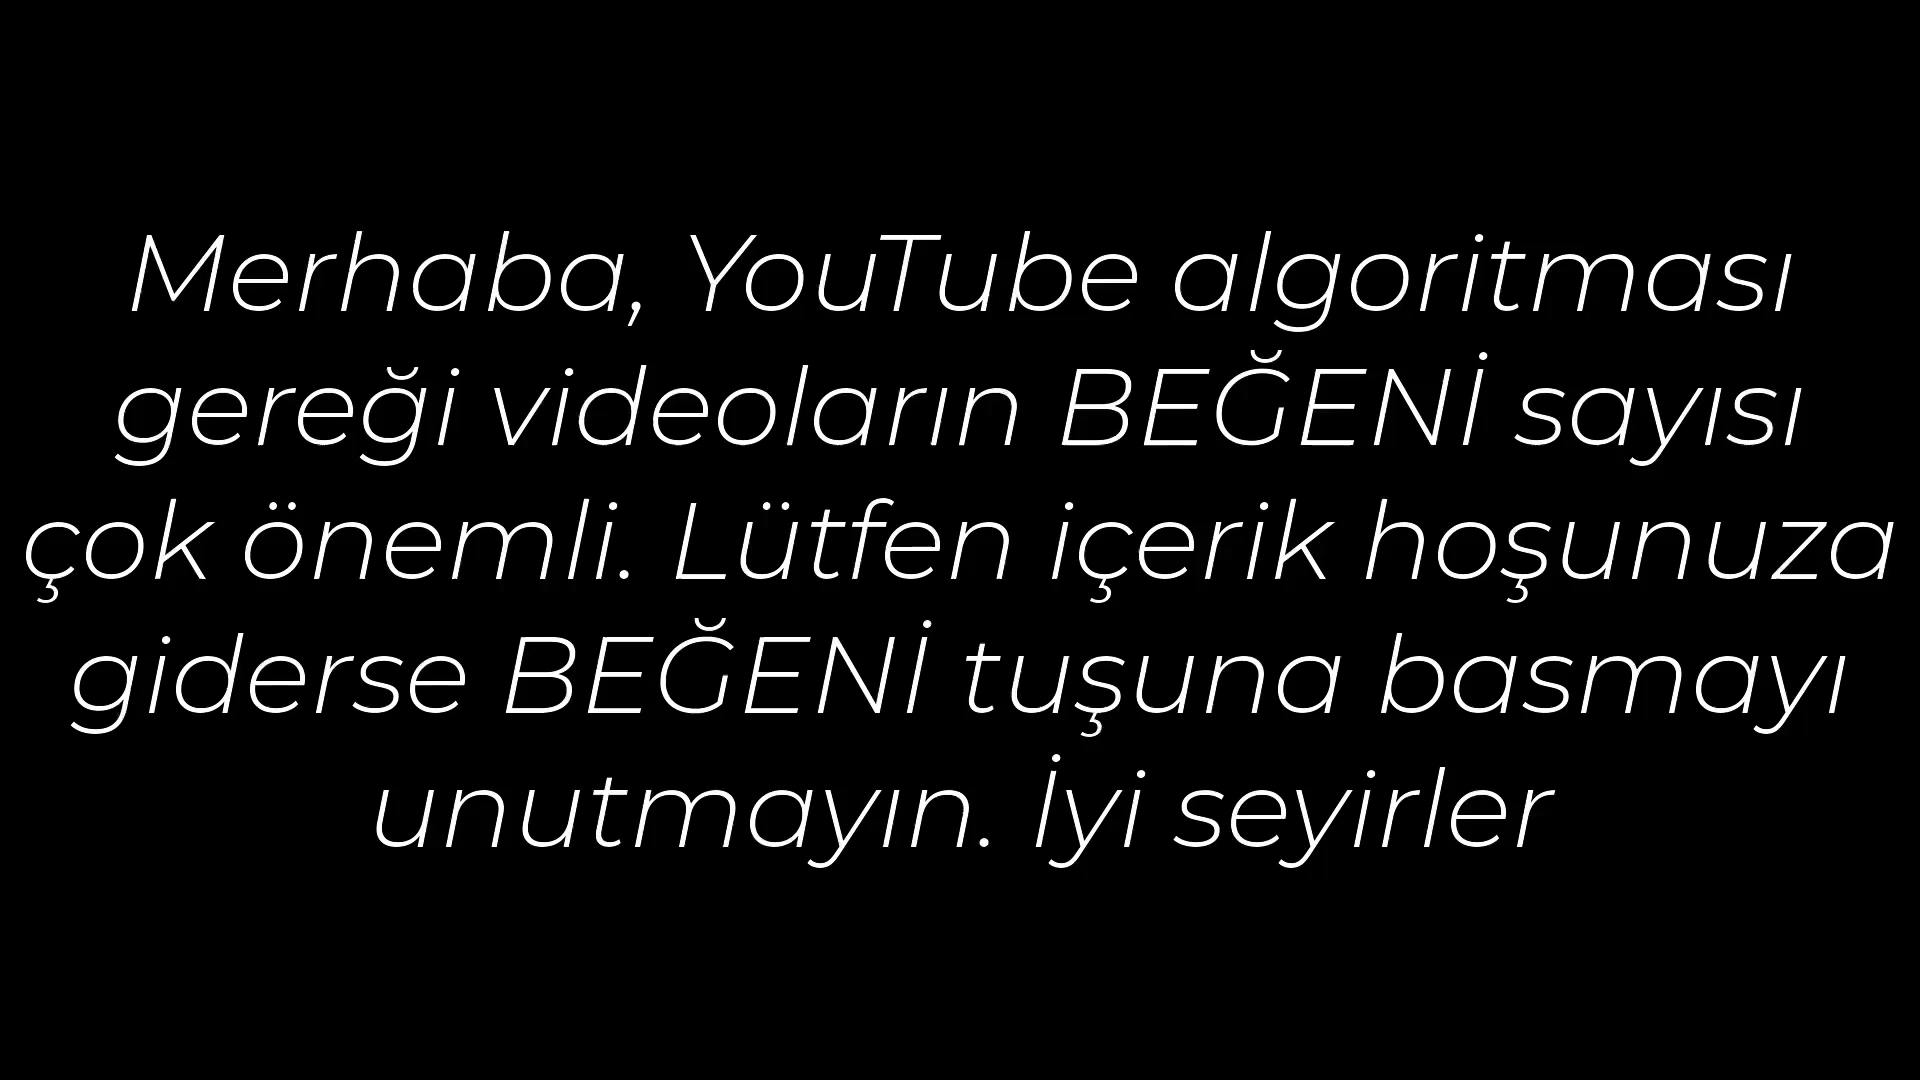 Merhaba, YouTube algoritması
gereği videoların BEĞENİ sayısı
çok önemli. Lütfen içerik hoşunuza
giderse BEĞENİ tuşuna basmayı
unutmayın. İyi seyirler